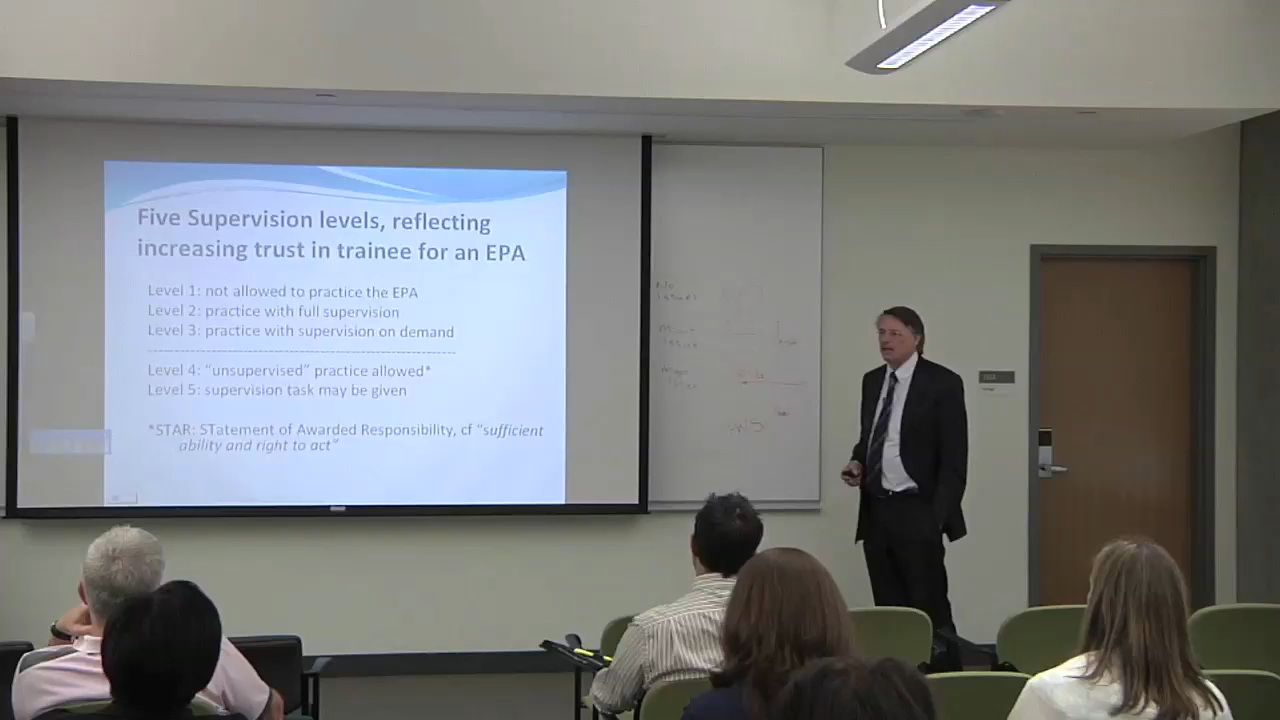 Five Supervision levels, reflecting
increasing trust in trainee for an EPA
Level 1: not allowed to practice the EPA
Level 2: practice with full supervision
Level 3: practice with supervision on demand
--------------------------------------------------------------
Level 4: “unsupervised” practice allowed*
Level 5: supervision task may be given
*STAR: STatement of Awarded Responsibility, cf “sufficient
ability and right to act”